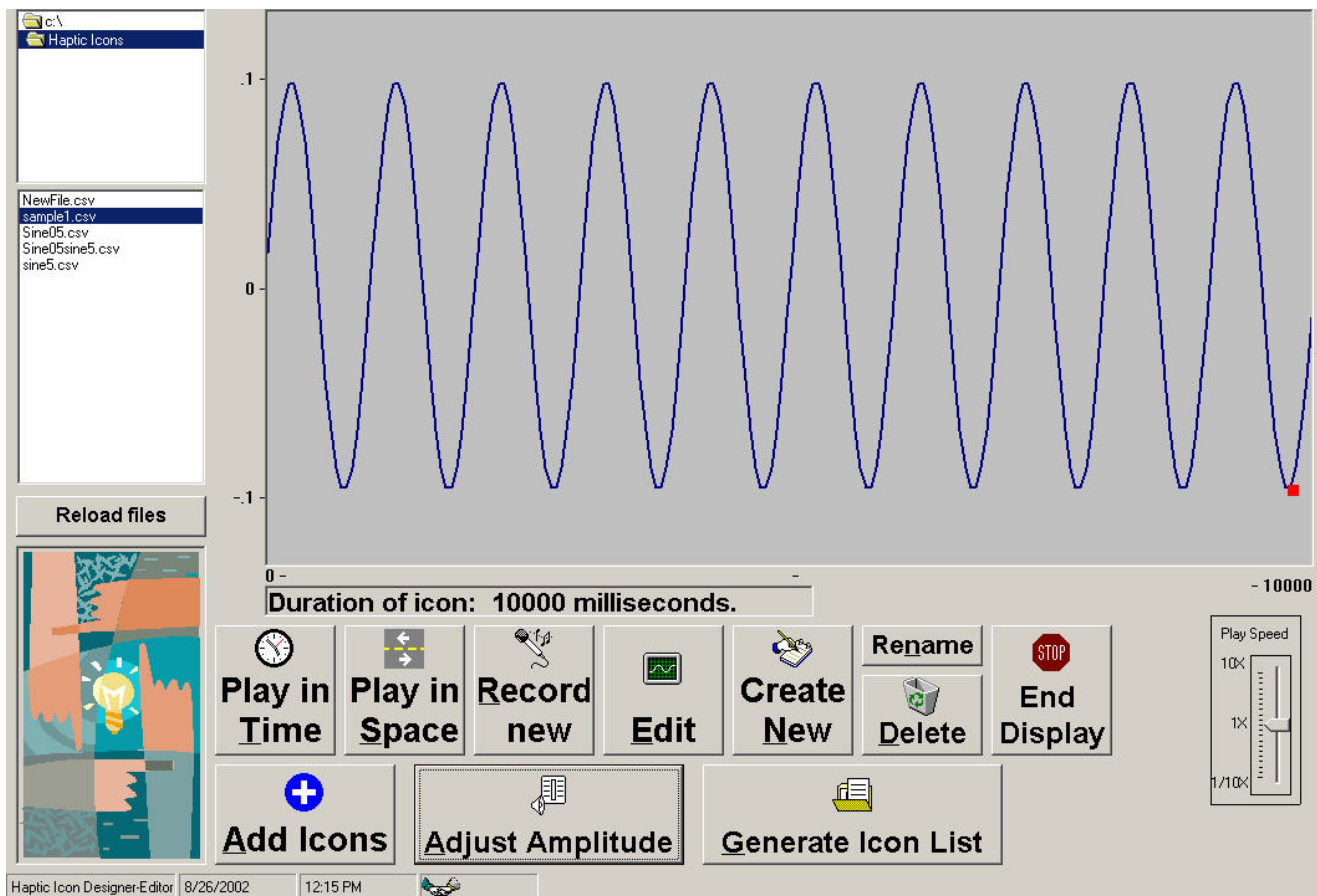 c:\
Haptic Icons
NewFile.csv
sample1.csv
Sine05.csv
Sine05sine5.csv
sine5.csv
Reload files
.1 -
0 -
-.1 -
0 -
-
- 10000
Duration of icon: 10000 milliseconds.
Play in Time
Play in Space
Record new
Edit
Create New
Rename
Delete
STOP
End Display
Play Speed
10X
1X
1/10X
Add Icons
Adjust Amplitude
Generate Icon List
Haptic Icon Designer-Editor
8/26/2002
12:15 PM